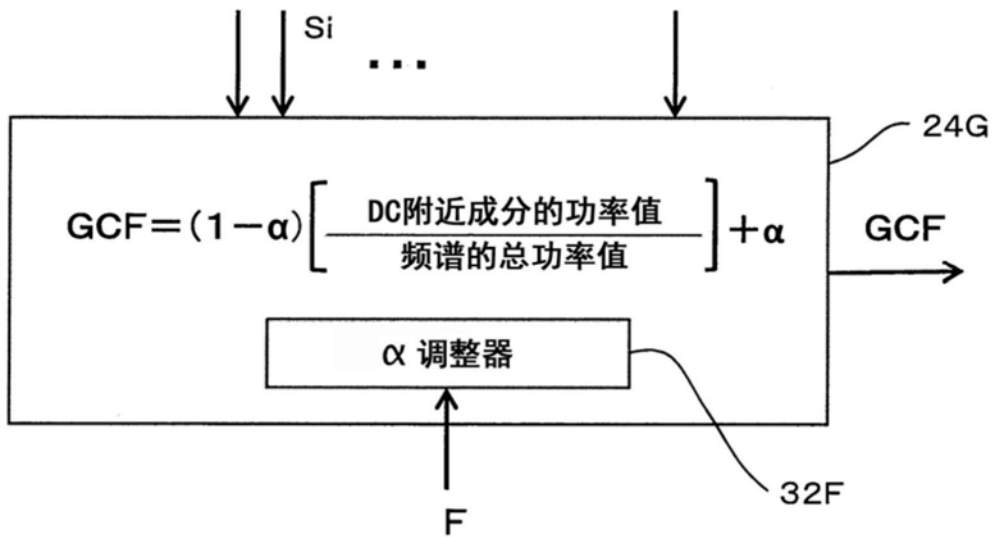 Si
...
24G
GCF=(1-α)[DC附近成分的功率值/频谱的总功率值]+α
GCF
α 调整器
32F
F